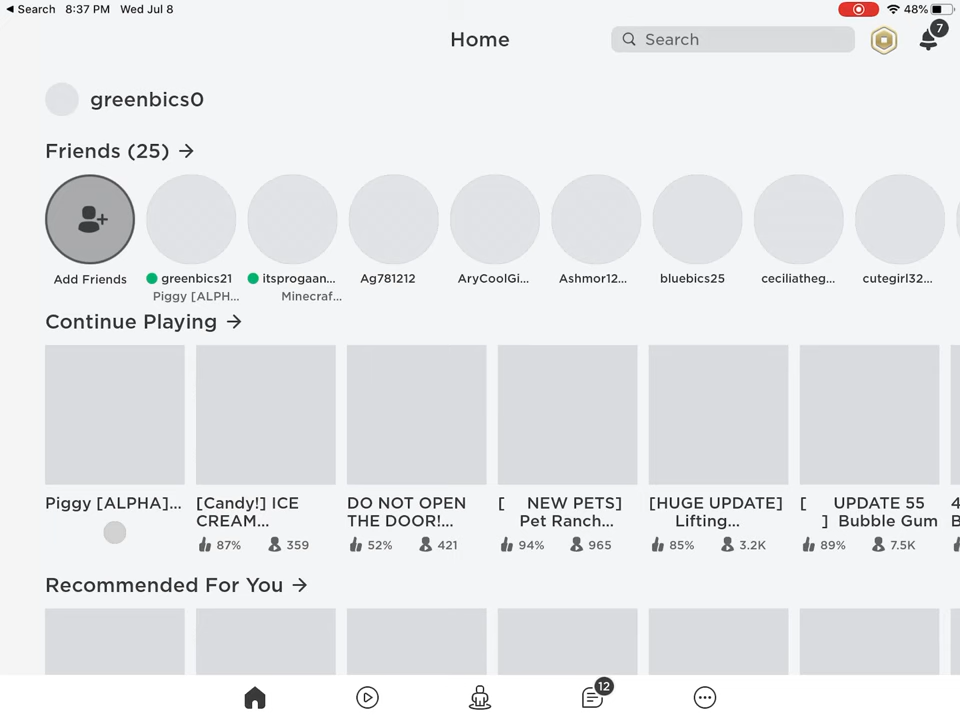 Search 8:37 PM Wed Jul 8 48%
Home
Search
7
greenbics0
Friends (25)
Add Friends
greenbics21
Piggy [ALPH...
itsprogaan...
Minecraf...
Ag781212
AryCoolGi...
Ashmor12...
bluebics25
ceciliatheg...
cutegirl32...
Continue Playing
Piggy [ALPHA]...
[Candy!] ICE
CREAM...
87% 359
DO NOT OPEN
THE DOOR!...
52% 421
[ NEW PETS]
Pet Ranch...
94% 965
[HUGE UPDATE]
Lifting...
85% 3.2K
[ UPDATE 55
] Bubble Gum
89% 7.5K
4
Recommended For You
12